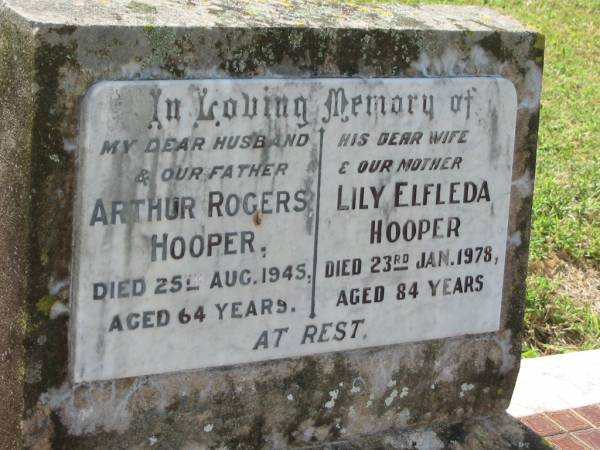 In Loving Memory of
MY DEAR HUSBAND
& OUR FATHER
ARTHUR ROGERS
HOOPER,
DIED 25TH AUG. 1945,
AGED 64 YEARS.
HIS DEAR WIFE
& OUR MOTHER
LILY ELFLEDA
HOOPER
DIED 23RD JAN. 1978,
AGED 84 YEARS
AT REST.